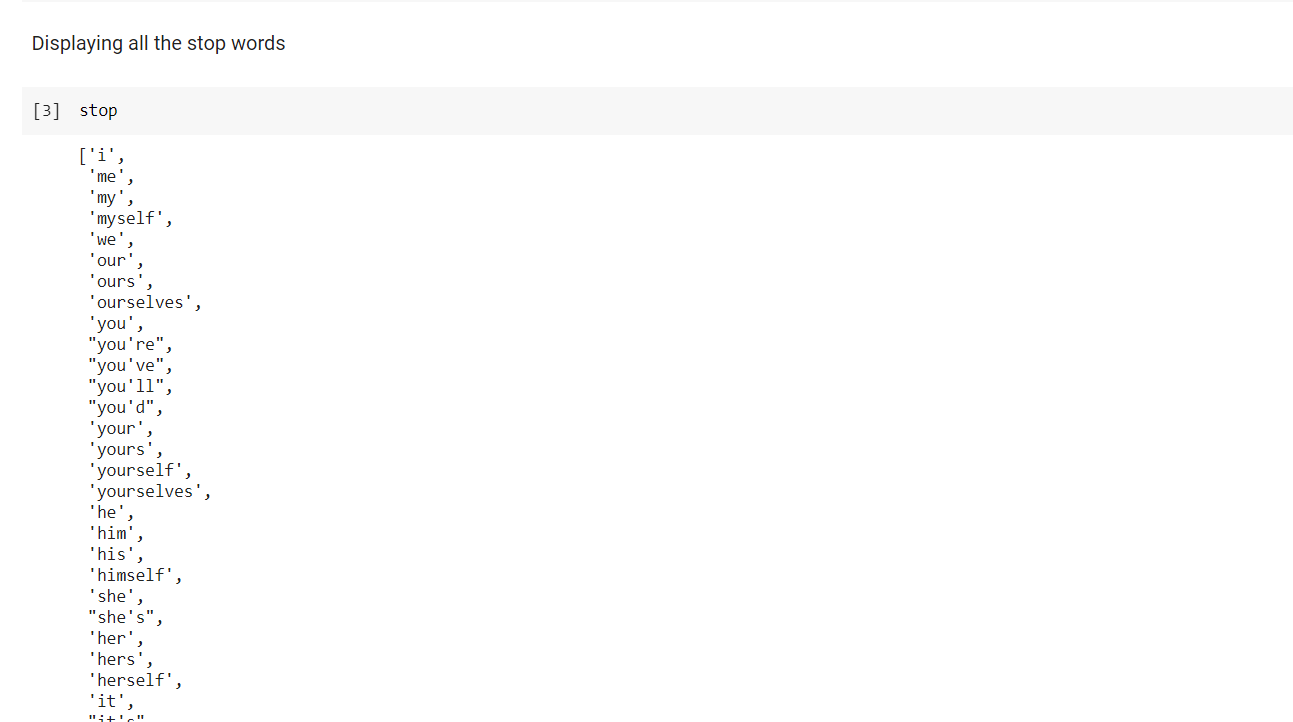 Displaying all the stop words
[3] stop
['i',
'me',
'my',
'myself',
'we',
'our',
'ours',
'ourselves',
'you',
"you're",
"you've",
"you'll",
"you'd",
'your',
'yours',
'yourself',
'yourselves',
'he',
'him',
'his',
'himself',
'she',
"she's",
'her',
'hers',
'herself',
'it',
"it's"